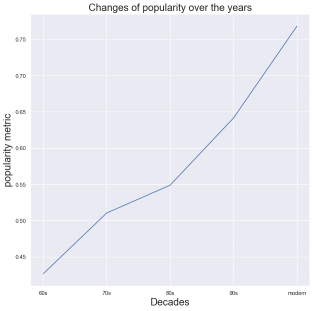 Changes of popularity over the years
popularity metric
0.75
0.70
0.65
0.60
0.55
0.50
0.45
60s
70s
80s
90s
modern
Decades